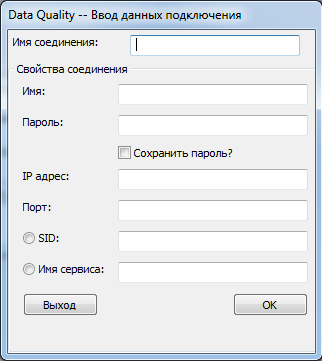 Data Quality -- Ввод данных подключения
Имя соединения:
Свойства соединения
Имя:
Пароль:
Сохранить пароль?
IP адрес:
Порт:
SID:
Имя сервиса:
Выход OK